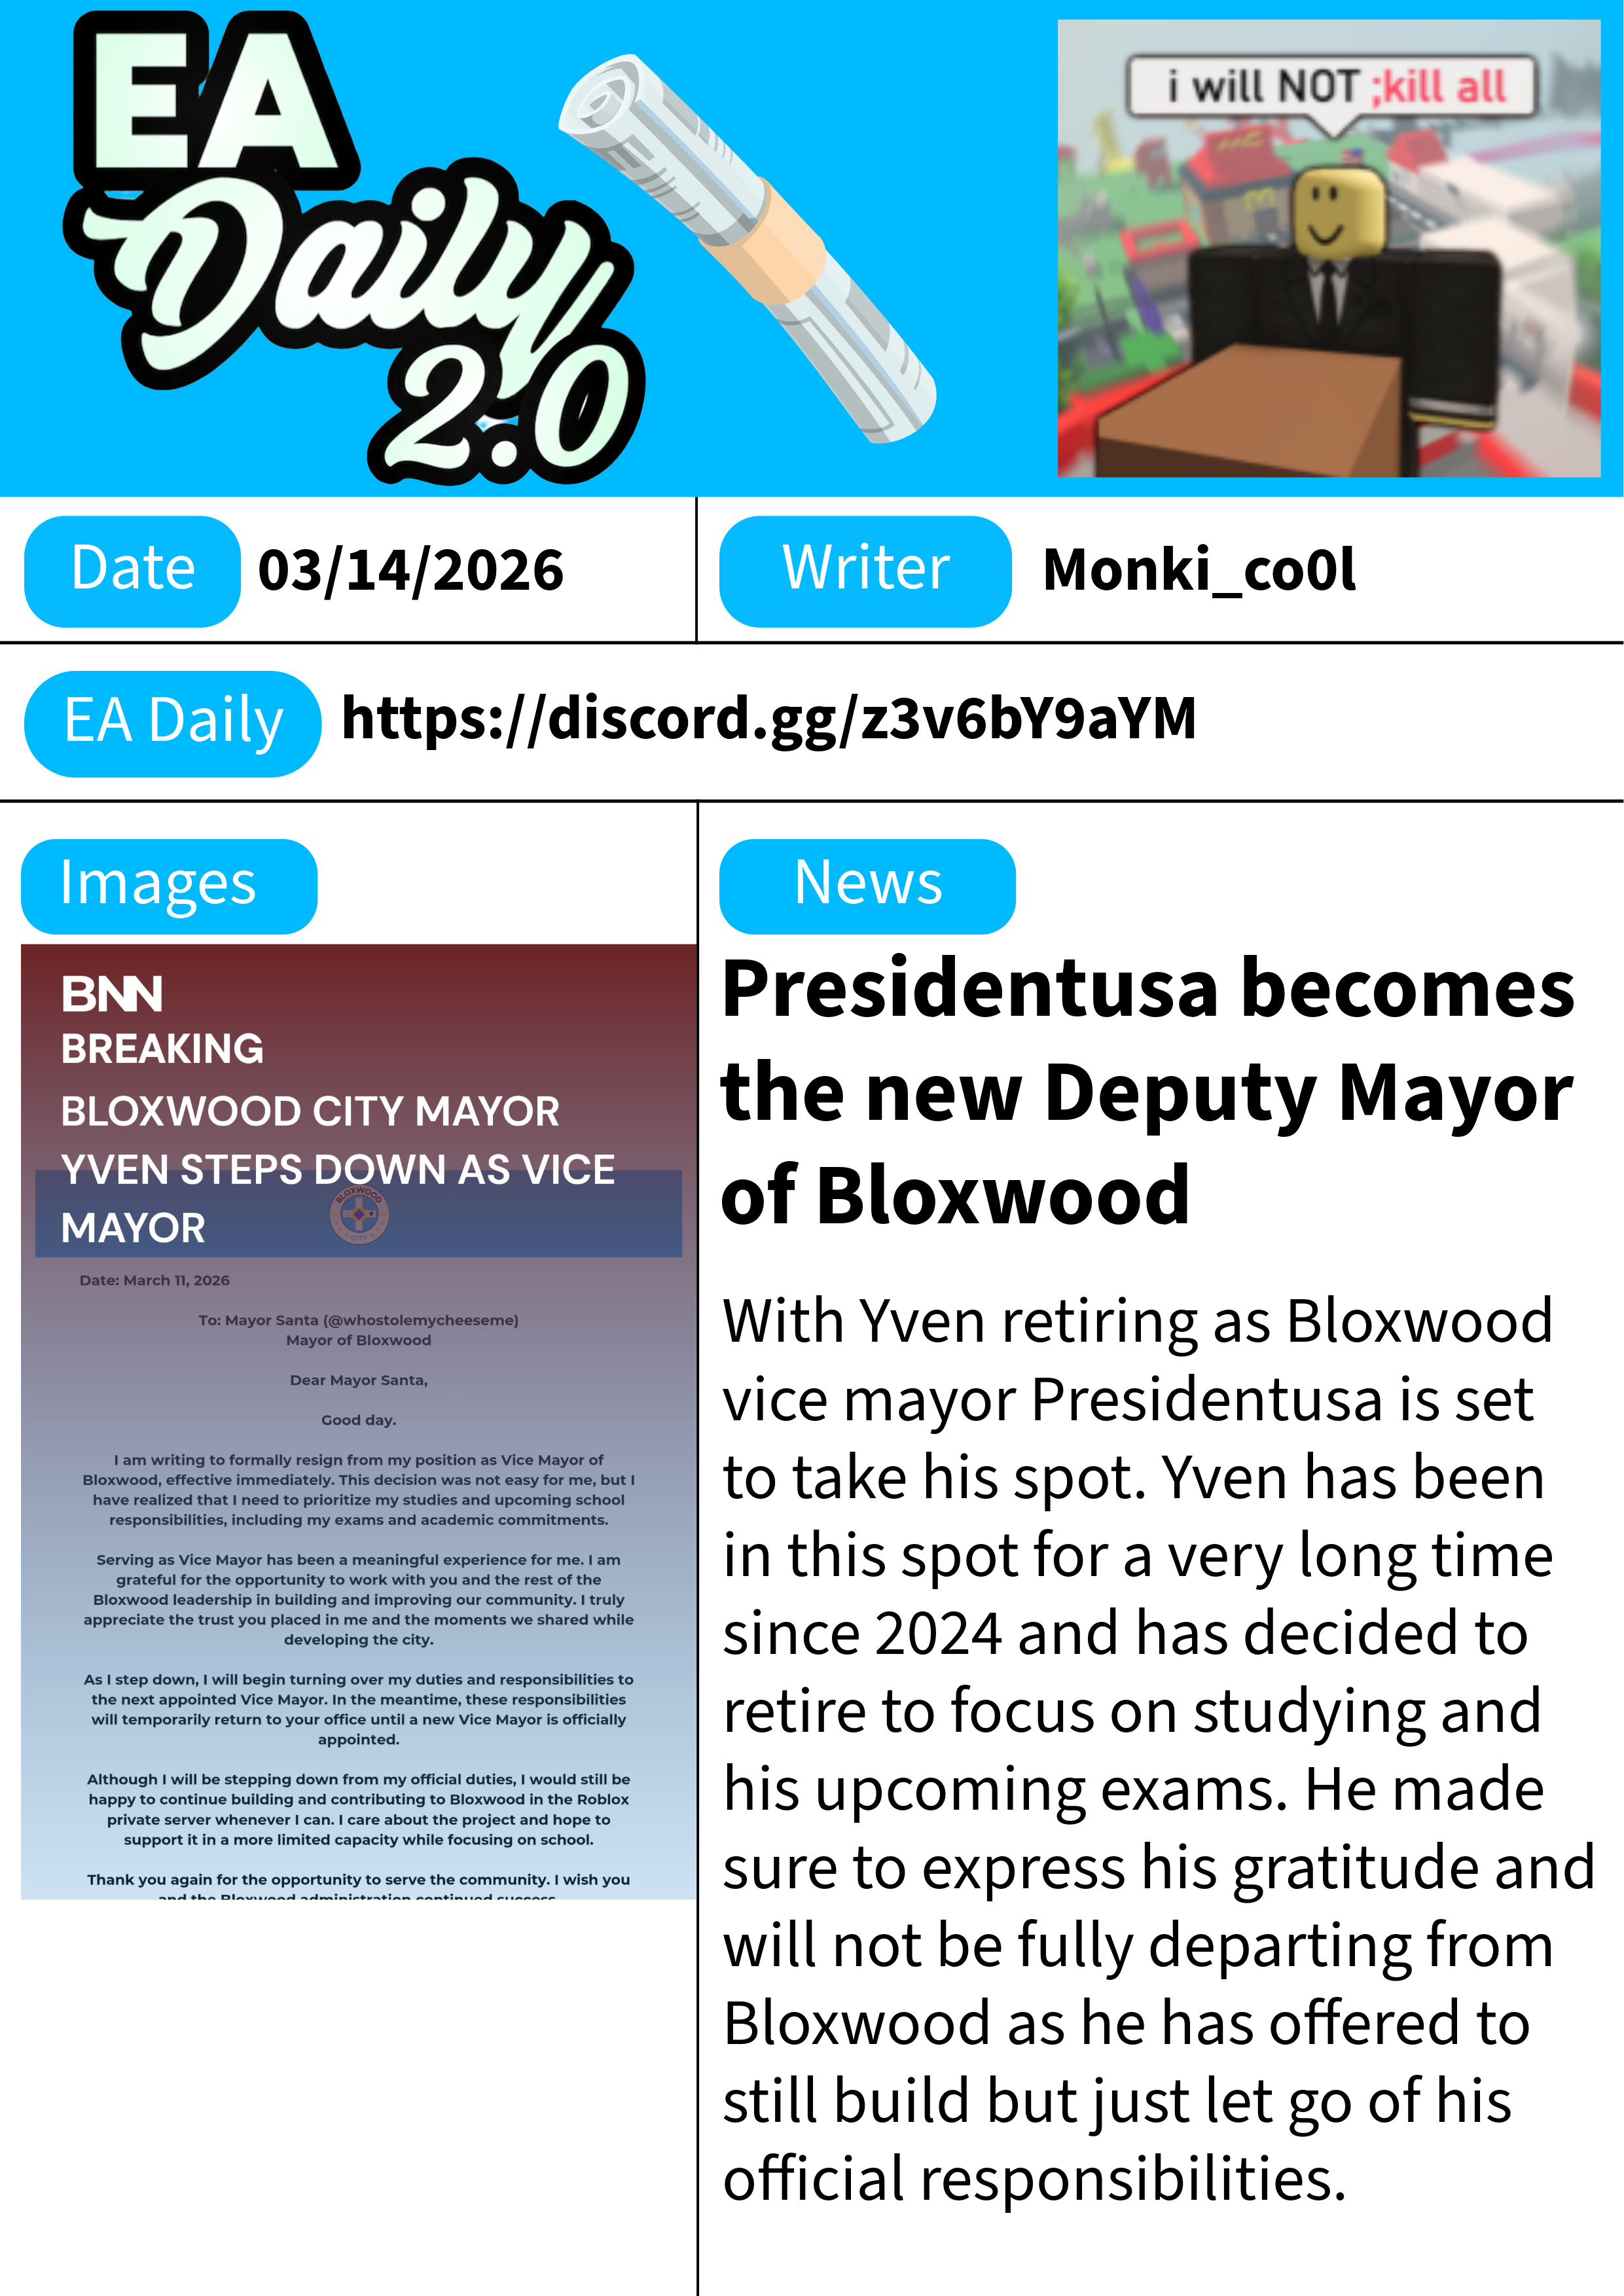 EA
Daily
2.0
i will NOT ;kill all
Date
03/14/2026
Writer
Monki_co0l
EA Daily
https://discord.gg/z3v6bY9aYM
Images
BNN
BREAKING
BLOXWOOD CITY MAYOR
YVEN STEPS DOWN AS VICE
MAYOR
BLOXWOOD
CITY
Date: March 11, 2026
To: Mayor Santa (@whostolemycheeseme)
Mayor of Bloxwood
Dear Mayor Santa,
Good day.
I am writing to formally resign from my position as Vice Mayor of
Bloxwood, effective immediately. This decision was not easy for me, but I
have realized that I need to prioritize my studies and upcoming school
responsibilities, including my exams and academic commitments.
Serving as Vice Mayor has been a meaningful experience for me. I am
grateful for the opportunity to work with you and the rest of the
Bloxwood leadership in building and improving our community. I truly
appreciate the trust you placed in me and the moments we shared while
developing the city.
As I step down, I will begin turning over my duties and responsibilities to
the next appointed Vice Mayor. In the meantime, these responsibilities
will temporarily return to your office until a new Vice Mayor is officially
appointed.
Although I will be stepping down from my official duties, I would still be
happy to continue building and contributing to Bloxwood in the Roblox
private server whenever I can. I care about the project and hope to
support it in a more limited capacity while focusing on school.
Thank you again for the opportunity to serve the community. I wish you
and the Bloxwood administration continued success.
News
Presidentusa becomes
the new Deputy Mayor
of Bloxwood
With Yven retiring as Bloxwood
vice mayor Presidentusa is set
to take his spot. Yven has been
in this spot for a very long time
since 2024 and has decided to
retire to focus on studying and
his upcoming exams. He made
sure to express his gratitude and
will not be fully departing from
Bloxwood as he has offered to
still build but just let go of his
official responsibilities.